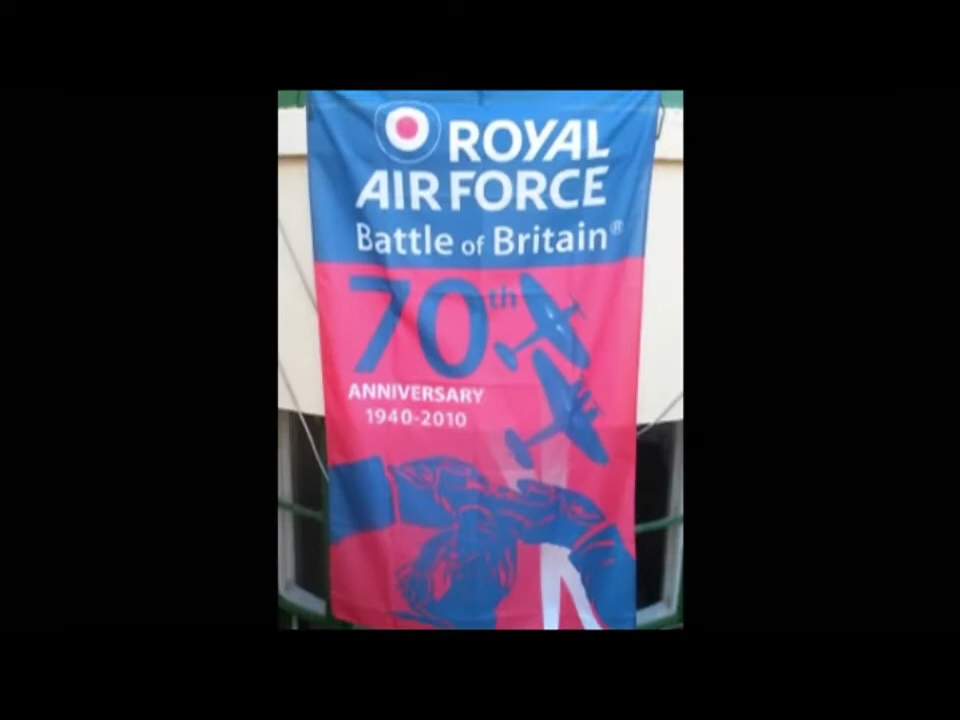 ROYAL
AIR FORCE
Battle of Britain®
70th
ANNIVERSARY
1940-2010